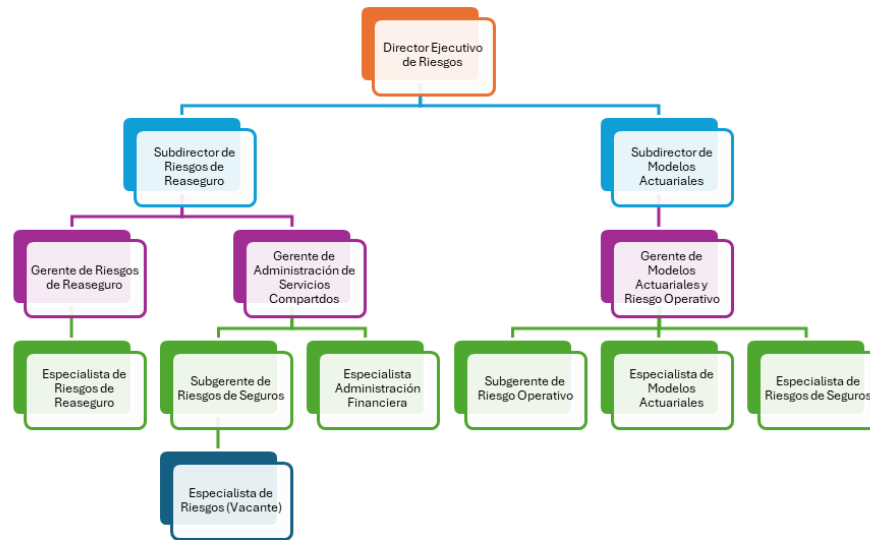 Director Ejecutivo
de Riesgos
Subdirector de
Riesgos de
Reaseguro
Subdirector de
Modelos
Actuariales
Gerente de Riesgos
de Reaseguro
Gerente de
Administración de
Servicios
Compartdos
Gerente de
Modelos
Actuariales y
Riesgo Operativo
Especialista de
Riesgos de
Reaseguro
Subgerente de
Riesgos de Seguros
Especialista
Administración
Financiera
Subgerente de
Riesgo Operativo
Especialista de
Modelos
Actuariales
Especialista de
Riesgos de Seguros
Especialista de
Riesgos (Vacante)